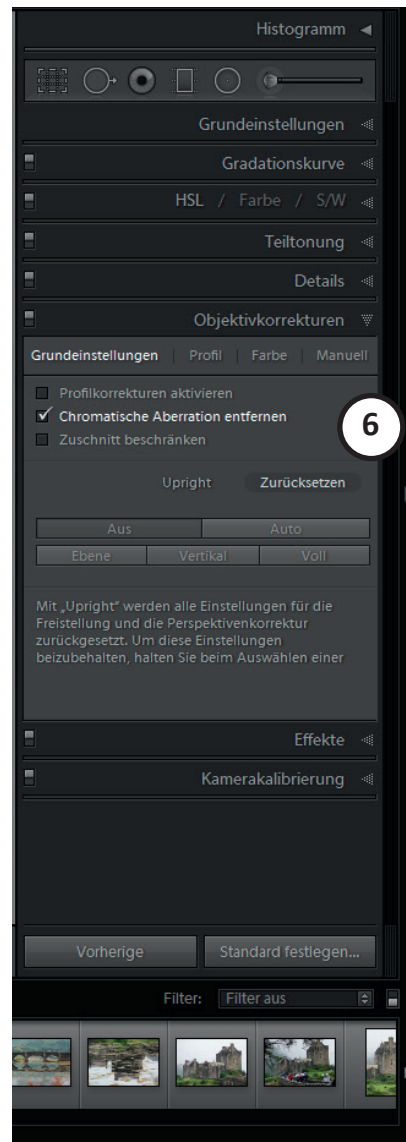 Histogramm
Grundeinstellungen
Gradationskurve
HSL / Farbe / S/W
Teiltonung
Details
Objektivkorrekturen
Grundeinstellungen | Profil | Farbe | Manuell
Profilkorrekturen aktivieren
Chromatische Aberration entfernen
6
Zuschnitt beschränken
Upright Zurücksetzen
Aus Auto
Ebene Vertikal Voll
Mit „Upright“ werden alle Einstellungen für die
Freistellung und die Perspektivenkorrektur
zurückgesetzt. Um diese Einstellungen
beizubehalten, halten Sie beim Auswählen einer
Effekte
Kamerakalibrierung
Vorherige Standard festlegen...
Filter: Filter aus